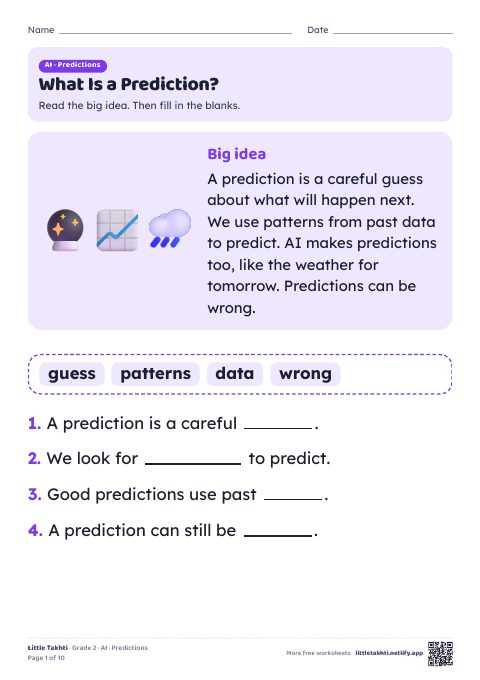 Name Date
AI · Predictions
What Is a Prediction?
Read the big idea. Then fill in the blanks.
Big idea
A prediction is a careful guess
about what will happen next.
We use patterns from past data
to predict. AI makes predictions
too, like the weather for
tomorrow. Predictions can be
wrong.
guess patterns data wrong
1. A prediction is a careful ________.
2. We look for ___________ to predict.
3. Good predictions use past _______.
4. A prediction can still be ________.
Little Takhti · Grade 2 · AI · Predictions
Page 1 of 10
More free worksheets · littletakhti.netlify.app